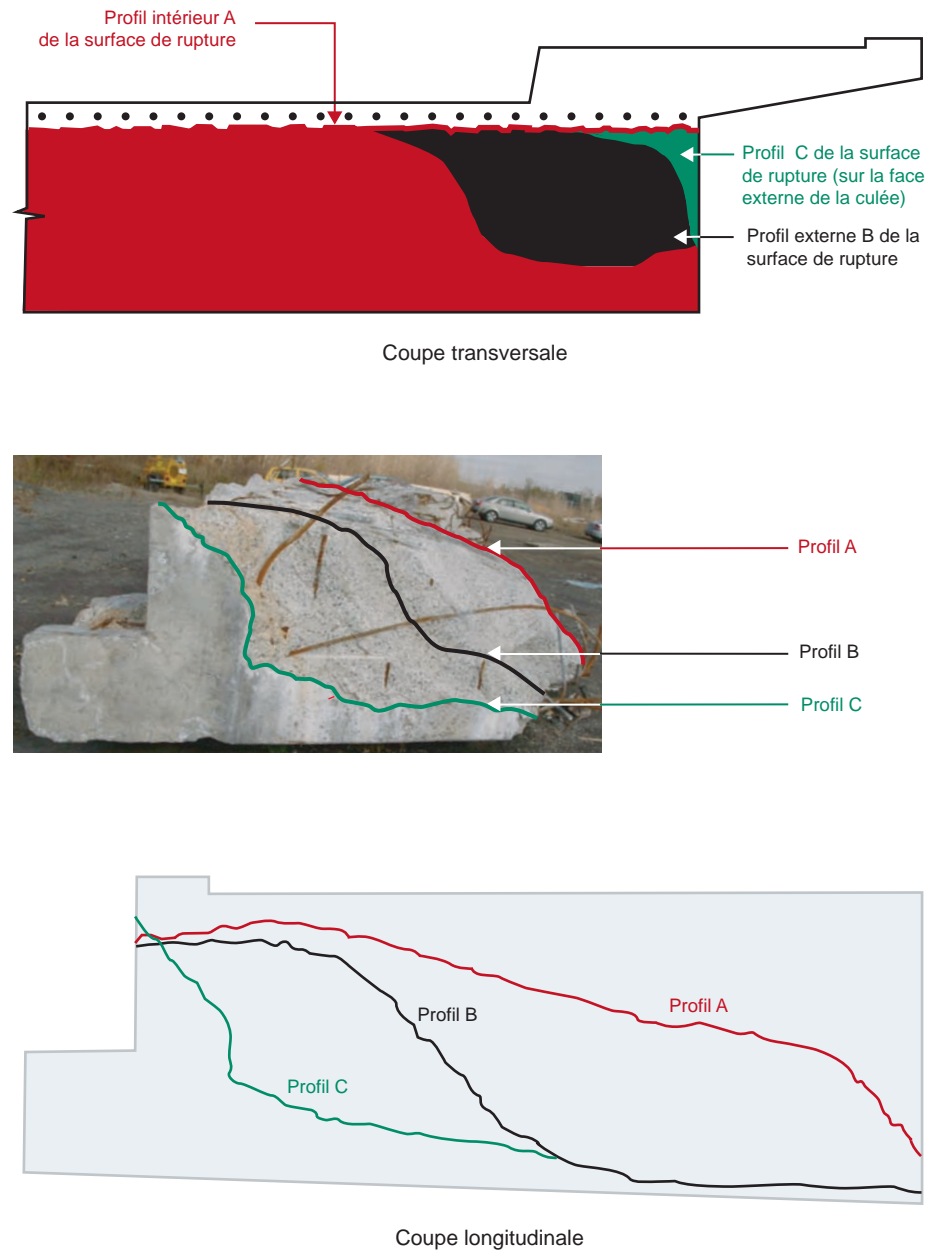 Profil intérieur A
de la surface de rupture
Profil C de la surface
de rupture (sur la face
externe de la culée)
Profil externe B de la
surface de rupture
Coupe transversale
Profil A
Profil B
Profil C
Profil A
Profil B
Profil C
Coupe longitudinale